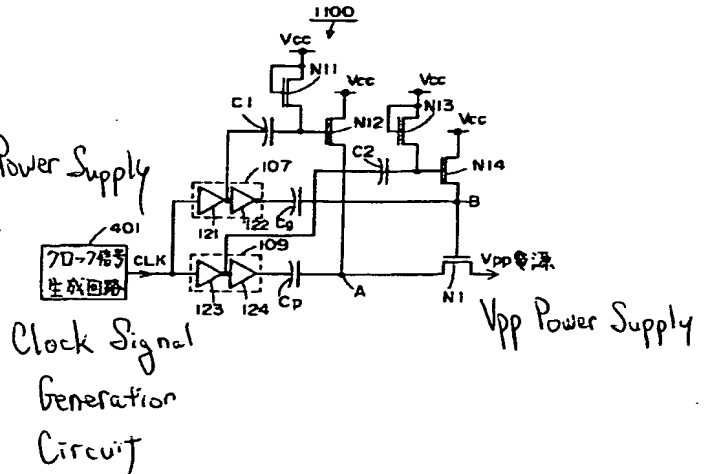 1100
Vcc
N11
Vcc
Vcc
C1
N12
N13
Vcc
C2
N14
Power Supply
107
121
122
Cg
B
401
クロック信号
生成回路
CLK
109
123
124
Cp
A
N1
Vpp電源
Vpp Power Supply
Clock Signal
Generation
Circuit